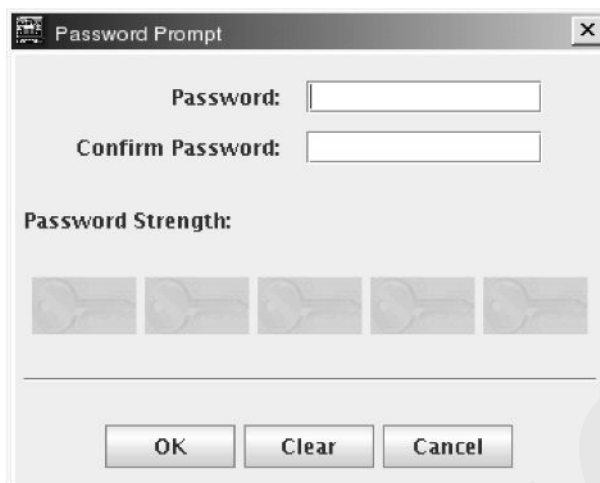 Password Prompt
Password:
Confirm Password:
Password Strength:
OK Clear Cancel